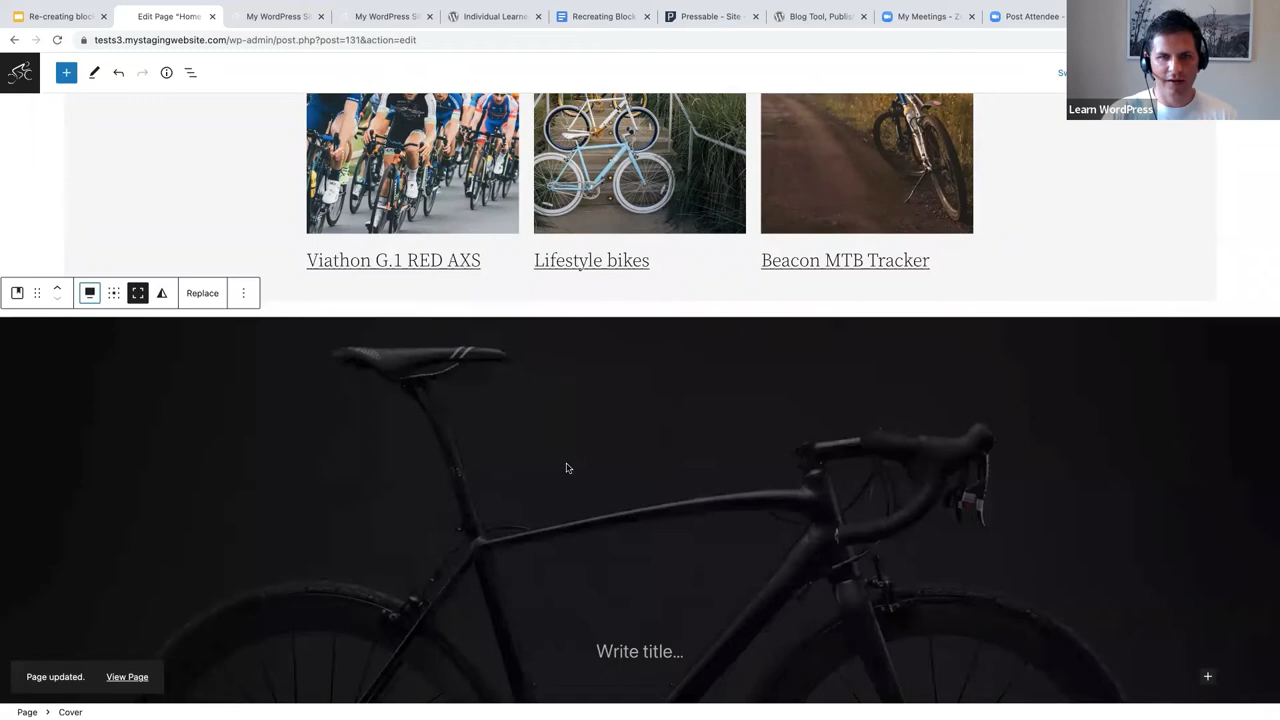 Re-creating block
Edit Page "Home
My WordPress Si
My WordPress Si
Individual Learne
Recreating Block
Pressable - Site -
Blog Tool, Publis
My Meetings - Z
Post Attendee -
tests3.mystagingwebsite.com/wp-admin/post.php?post=131&action=edit
Sw
Learn WordPress
Viathon G.1 RED AXS
Lifestyle bikes
Beacon MTB Tracker
Replace
Write title...
Page updated.
View Page
Page
Cover